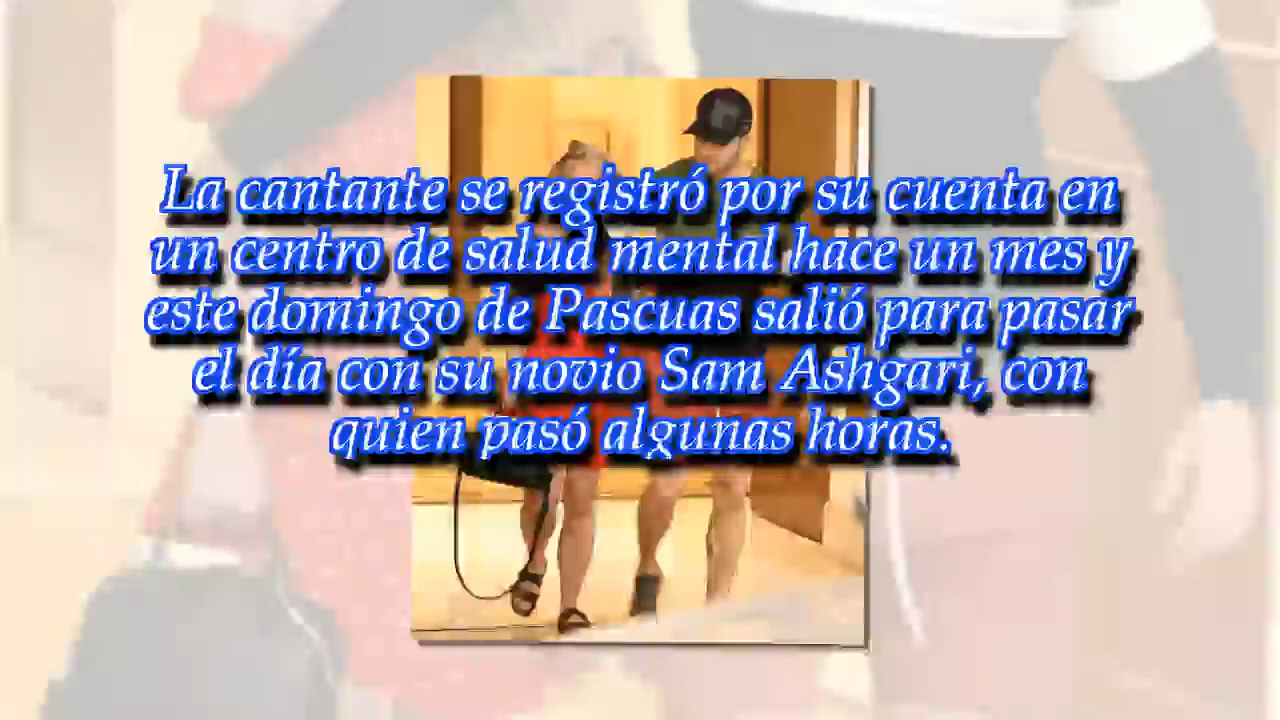 La cantante se registró por su cuenta en
un centro de salud mental hace un mes y
este domingo de Pascuas salió para pasar
el día con su novio Sam Ashgari, con
quien pasó algunas horas.